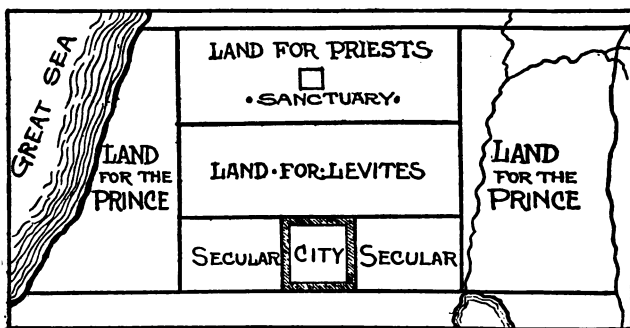 GREAT SEA
LAND FOR PRIESTS
• SANCTUARY •
LAND
FOR THE
PRINCE
LAND • FOR: LEVITES
LAND
FOR THE
PRINCE
SECULAR CITY SECULAR